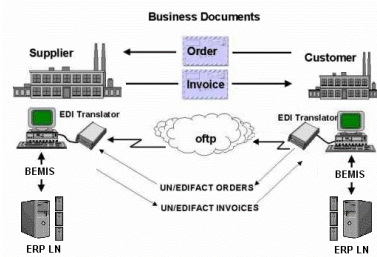 Business Documents
Supplier
Order
Customer
Invoice
EDI Translator
EDI Translator
oftp
BEMIS
BEMIS
UN/EDIFACT ORDERS
UN/EDIFACT INVOICES
ERP LN
ERP LN